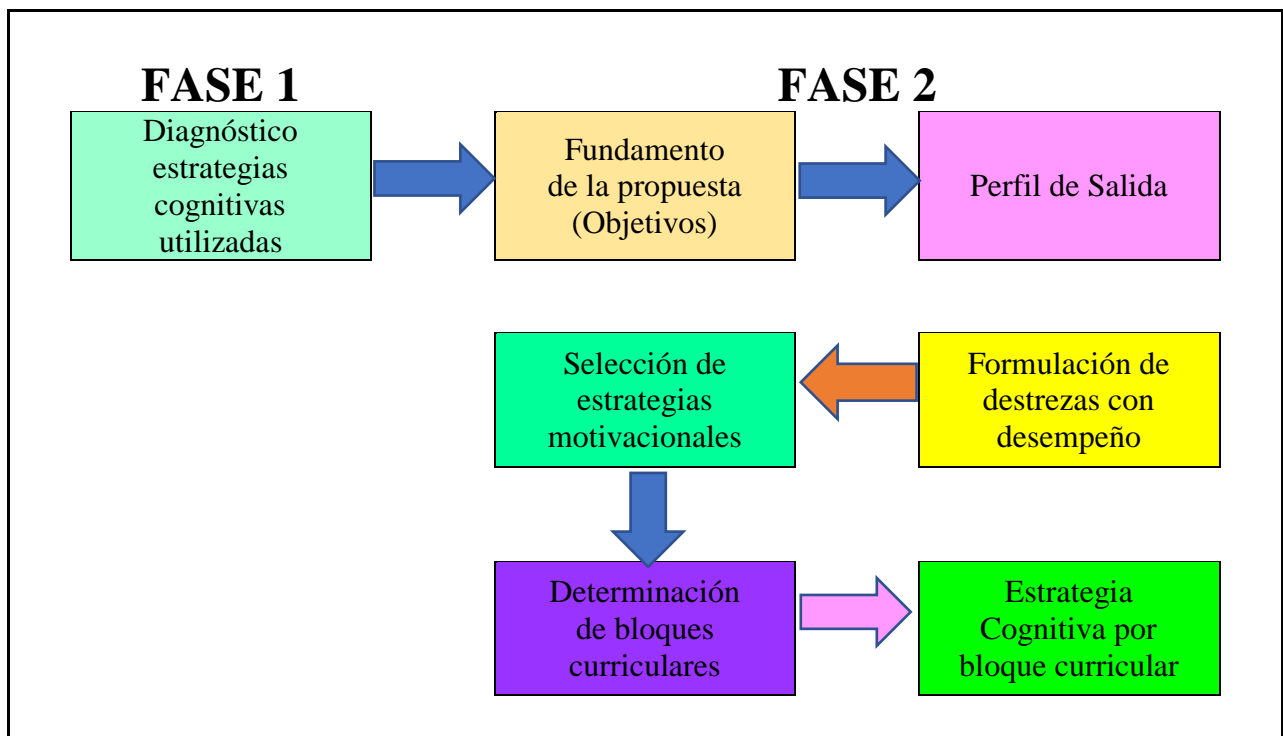 FASE 1
FASE 2
Diagnóstico
estrategias
cognitivas
utilizadas
Fundamento
de la propuesta
(Objetivos)
Perfil de Salida
Selección de
estrategias
motivacionales
Formulación de
destrezas con
desempeño
Determinación
de bloques
curriculares
Estrategia
Cognitiva por
bloque curricular